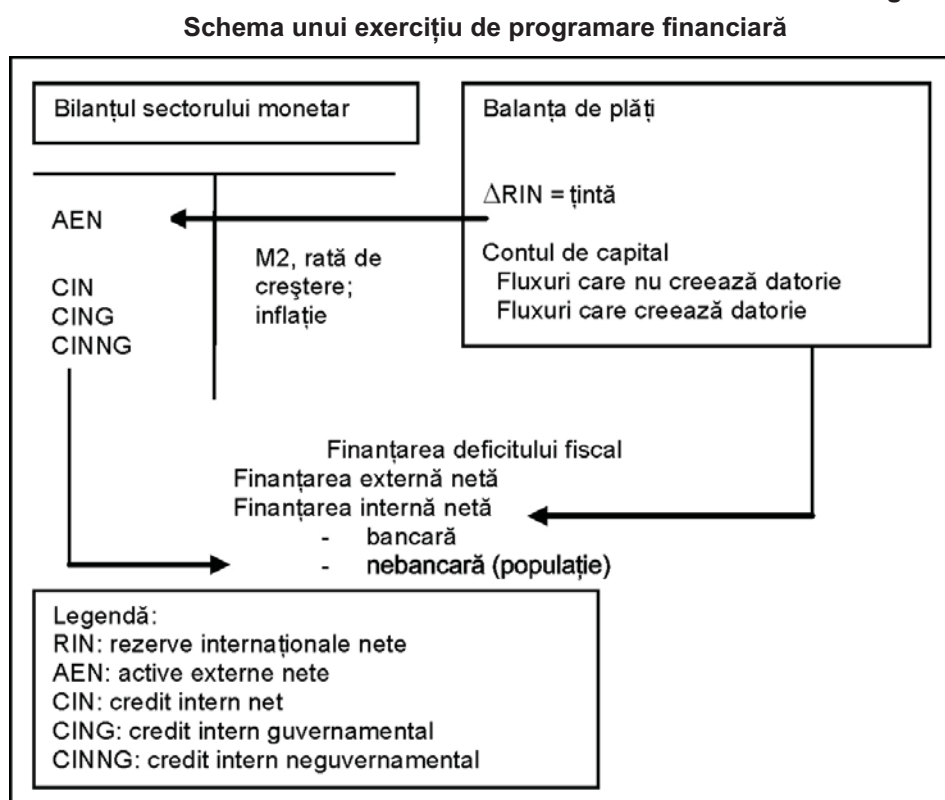 Schema unui exercițiu de programare financiară
Bilanțul sectorului monetar
Balanța de plăți
ΔRIN = țintă
AEN
Contul de capital
Fluxuri care nu creează datorie
Fluxuri care creează datorie
M2, rată de
creştere;
inflație
CIN
CING
CINNG
Finanțarea deficitului fiscal
Finanțarea externă netă
Finanțarea internă netă
- bancară
- nebancară (populație)
Legendă:
RIN: rezerve internaționale nete
AEN: active externe nete
CIN: credit intern net
CING: credit intern guvernamental
CINNG: credit intern neguvernamental